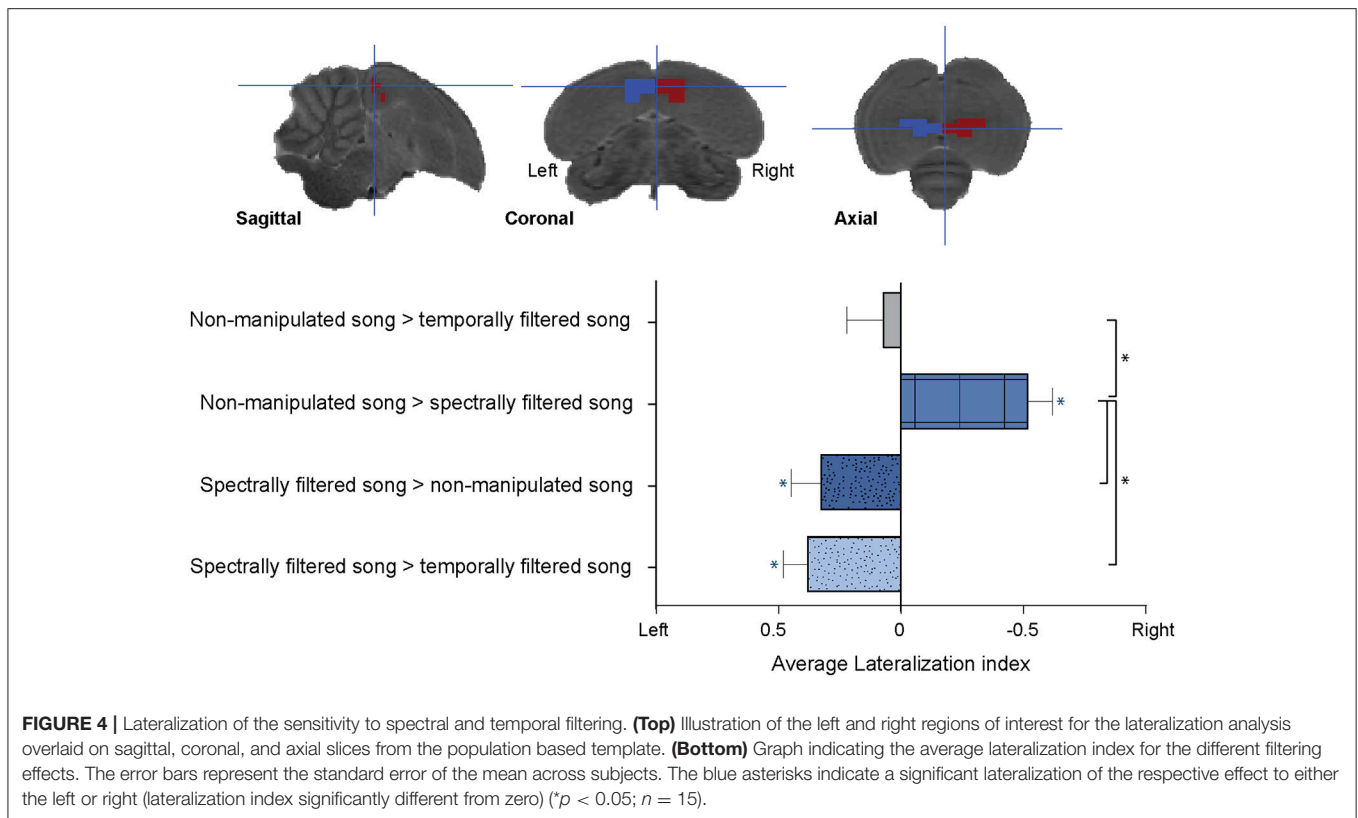 Left
Right
Sagittal
Coronal
Axial
Non-manipulated song > temporally filtered song
*
Non-manipulated song > spectrally filtered song
*
Spectrally filtered song > non-manipulated song
*
*
Spectrally filtered song > temporally filtered song
*
Left
0.5
0
-0.5
Right
Average Lateralization index
FIGURE 4 | Lateralization of the sensitivity to spectral and temporal filtering. (Top) Illustration of the left and right regions of interest for the lateralization analysis
overlaid on sagittal, coronal, and axial slices from the population based template. (Bottom) Graph indicating the average lateralization index for the different filtering
effects. The error bars represent the standard error of the mean across subjects. The blue asterisks indicate a significant lateralization of the respective effect to either
the left or right (lateralization index significantly different from zero) (*p < 0.05; n = 15).